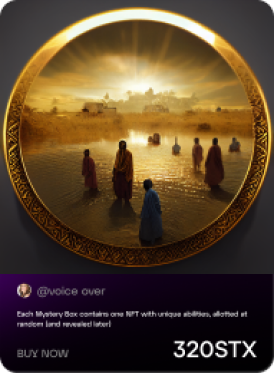 @voice over
Each Mystery Box contains one NFT with unique abilities, allotted at
random (and revealed later)
BUY NOW
320STX